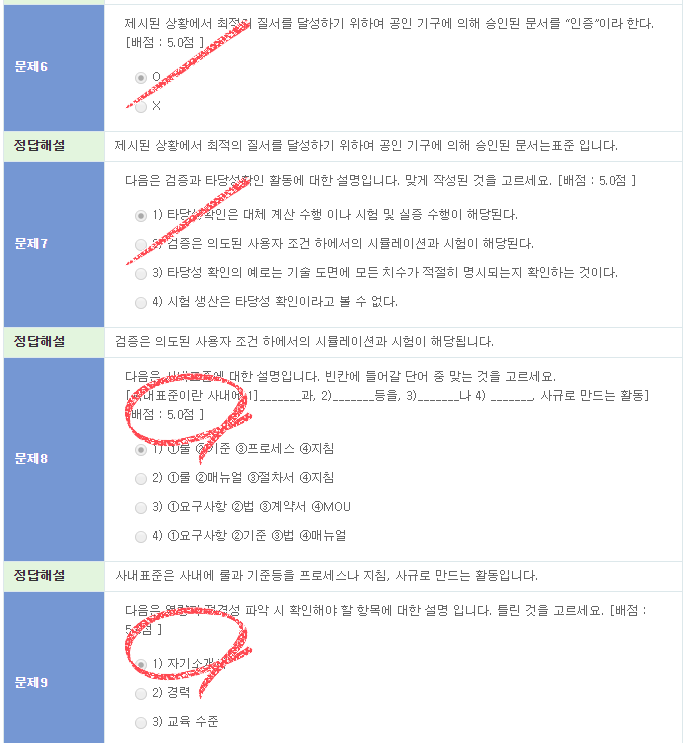 제시된 상황에서 최적의 질서를 달성하기 위하여 공인 기구에 의해 승인된 문서를 “인증”이라 한다.
[배점 : 5.0점 ]
문제6
O
X
정답해설
제시된 상황에서 최적의 질서를 달성하기 위하여 공인 기구에 의해 승인된 문서는표준 입니다.
다음은 검증과 타당성확인 활동에 대한 설명입니다. 맞게 작성된 것을 고르세요. [배점 : 5.0점 ]
문제7
1) 타당성확인은 대체 계산 수행 이나 시험 및 실증 수행이 해당된다.
2) 검증은 의도된 사용자 조건 하에서의 시뮬레이션과 시험이 해당된다.
3) 타당성 확인의 예로는 기술 도면에 모든 치수가 적절히 명시되는지 확인하는 것이다.
4) 시험 생산은 타당성 확인이라고 볼 수 없다.
정답해설
검증은 의도된 사용자 조건 하에서의 시뮬레이션과 시험이 해당됩니다.
다음은 사내표준에 대한 설명입니다. 빈칸에 들어갈 단어 중 맞는 것을 고르세요.
[사내표준이란 사내에 1]_______과, 2)_______등을, 3)_______나 4) _______, 사규로 만드는 활동]
[배점 : 5.0점 ]
문제8
1) ①룰 ②기준 ③프로세스 ④지침
2) ①룰 ②매뉴얼 ③절차서 ④지침
3) ①요구사항 ②법 ③계약서 ④MOU
4) ①요구사항 ②기준 ③법 ④매뉴얼
정답해설
사내표준은 사내에 룰과 기준등을 프로세스나 지침, 사규로 만드는 활동입니다.
다음은 역량과 적격성 파악 시 확인해야 할 항목에 대한 설명 입니다. 틀린 것을 고르세요. [배점 :
5.0점 ]
문제9
1) 자기소개서
2) 경력
3) 교육 수준